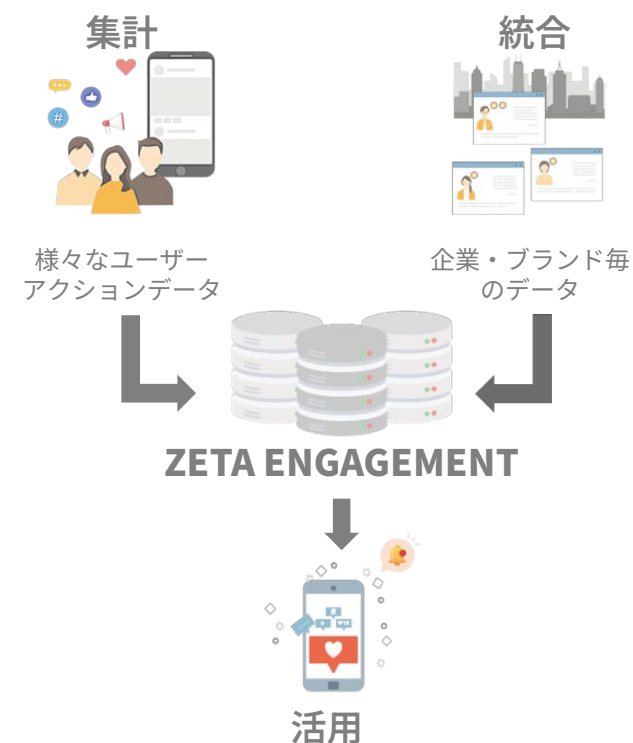 集計
統合
#
様々なユーザー
アクションデータ
企業・ブランド毎
のデータ
ZETA ENGAGEMENT
活用